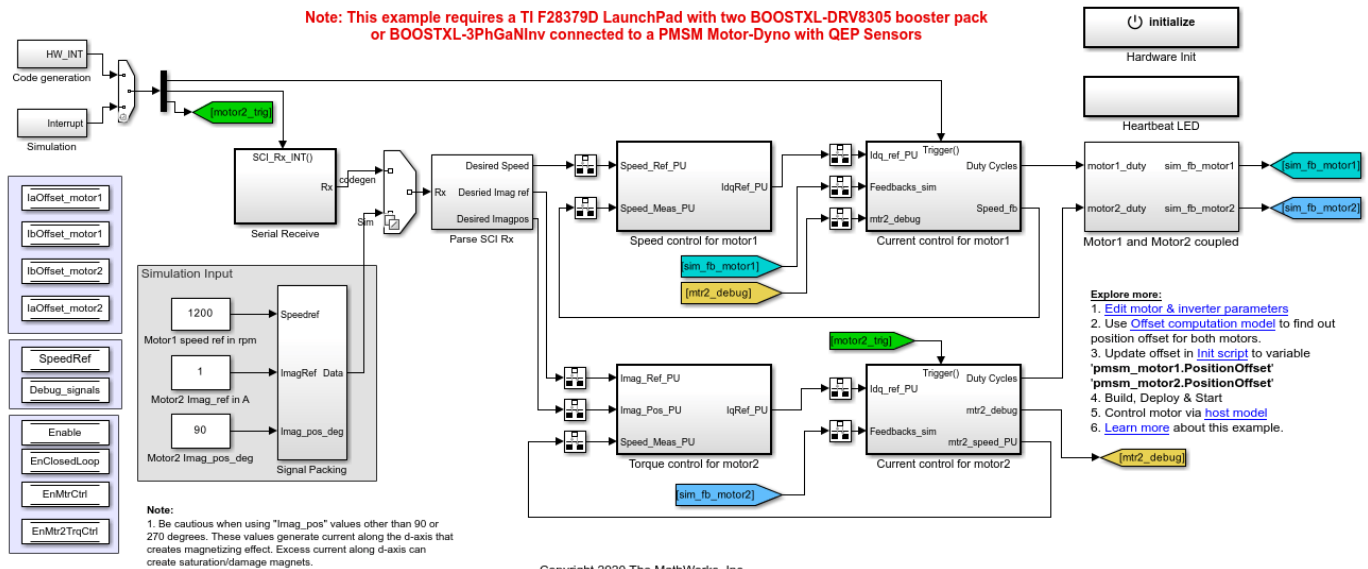 Note: This example requires a TI F28379D LaunchPad with two BOOSTXL-DRV8305 booster pack
or BOOSTXL-3PhGaNInv connected to a PMSM Motor-Dyno with QEP Sensors
initialize
Hardware Init
Heartbeat LED
HW_INT
Code generation
Interrupt
Simulation
[motor2_trig]
SCI_Rx_INT()
Rx
Serial Receive
codegen
Sim
Rx
Desired Speed
Desried Imag ref
Desired Imagpos
Parse SCI Rx
Speed_Ref_PU
IdqRef_PU
Speed_Meas_PU
Speed control for motor1
Trigger()
Idq_ref_PU
Duty Cycles
Feedbacks_sim
Speed_fb
mtr2_debug
Current control for motor1
motor1_duty
sim_fb_motor1
motor2_duty
sim_fb_motor2
Motor1 and Motor2 coupled
[sim_fb_motor1]
[sim_fb_motor2]
[sim_fb_motor1]
[mtr2_debug]
IaOffset_motor1
IbOffset_motor1
IbOffset_motor2
IaOffset_motor2
SpeedRef
Debug_signals
Enable
EnClosedLoop
EnMtrCtrl
EnMtr2TrqCtrl
Simulation Input
1200
Motor1 speed ref in rpm
1
Motor2 Imag_ref in A
90
Motor2 Imag_pos_deg
Speedref
ImagRef
Data
Imag_pos_deg
Signal Packing
[motor2_trig]
Imag_Ref_PU
Imag_Pos_PU
IqRef_PU
Speed_Meas_PU
Torque control for motor2
Trigger()
Idq_ref_PU
Duty Cycles
mtr2_debug
Feedbacks_sim
mtr2_speed_PU
Current control for motor2
[sim_fb_motor2]
[mtr2_debug]
Explore more:
1. Edit motor & inverter parameters
2. Use Offset computation model to find out
position offset for both motors.
3. Update offset in Init script to variable
'pmsm_motor1.PositionOffset'
'pmsm_motor2.PositionOffset'
4. Build, Deploy & Start
5. Control motor via host model
6. Learn more about this example.
Note:
1. Be cautious when using "Imag_pos" values other than 90 or
270 degrees. These values generate current along the d-axis that
creates magnetizing effect. Excess current along d-axis can
create saturation/damage magnets.
Copyright 2020 The MathWorks, Inc.